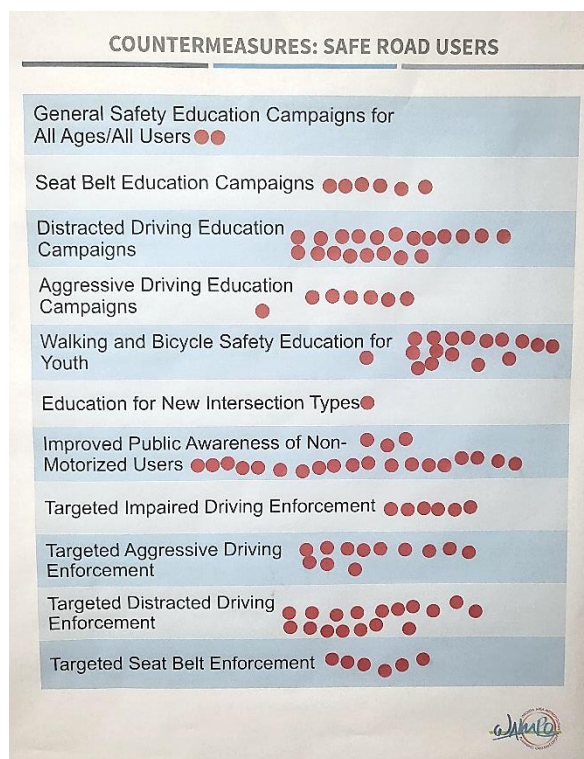 COUNTERMEASURES: SAFE ROAD USERS
General Safety Education Campaigns for
All Ages/All Users
Seat Belt Education Campaigns
Distracted Driving Education
Campaigns
Aggressive Driving Education
Campaigns
Walking and Bicycle Safety Education for
Youth
Education for New Intersection Types
Improved Public Awareness of Non-
Motorized Users
Targeted Impaired Driving Enforcement
Targeted Aggressive Driving
Enforcement
Targeted Distracted Driving
Enforcement
Targeted Seat Belt Enforcement
WAMPO